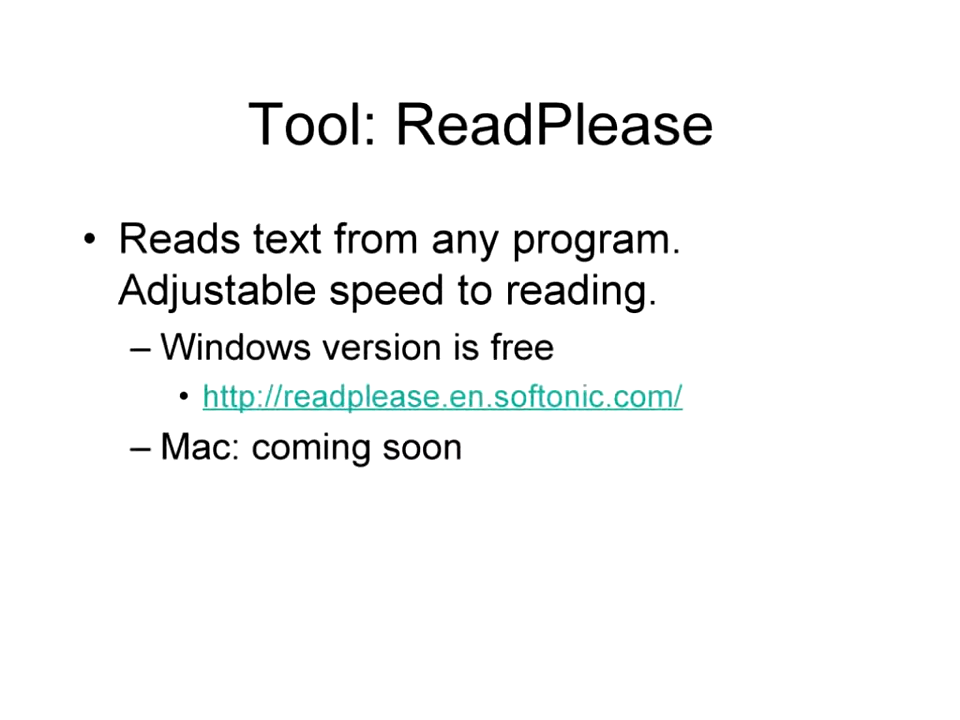 Tool: ReadPlease
• Reads text from any program.
Adjustable speed to reading.
– Windows version is free
• http://readplease.en.softonic.com/
– Mac: coming soon